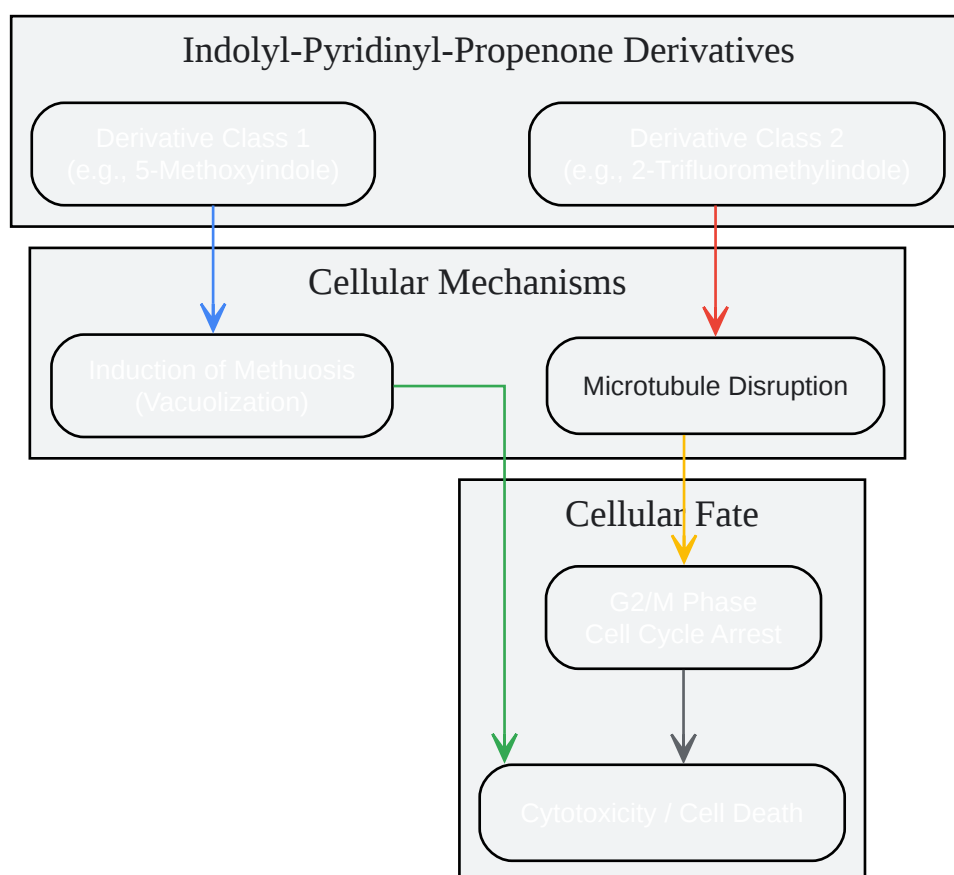 Indolyl-Pyridinyl-Propenone Derivatives
Derivative Class 1
(e.g., 5-Methoxyindole)
Derivative Class 2
(e.g., 2-Trifluoromethylindole)
Cellular Mechanisms
Induction of Methuosis
(Vacuolization)
Microtubule Disruption
Cellular Fate
G2/M Phase
Cell Cycle Arrest
Cytotoxicity / Cell Death